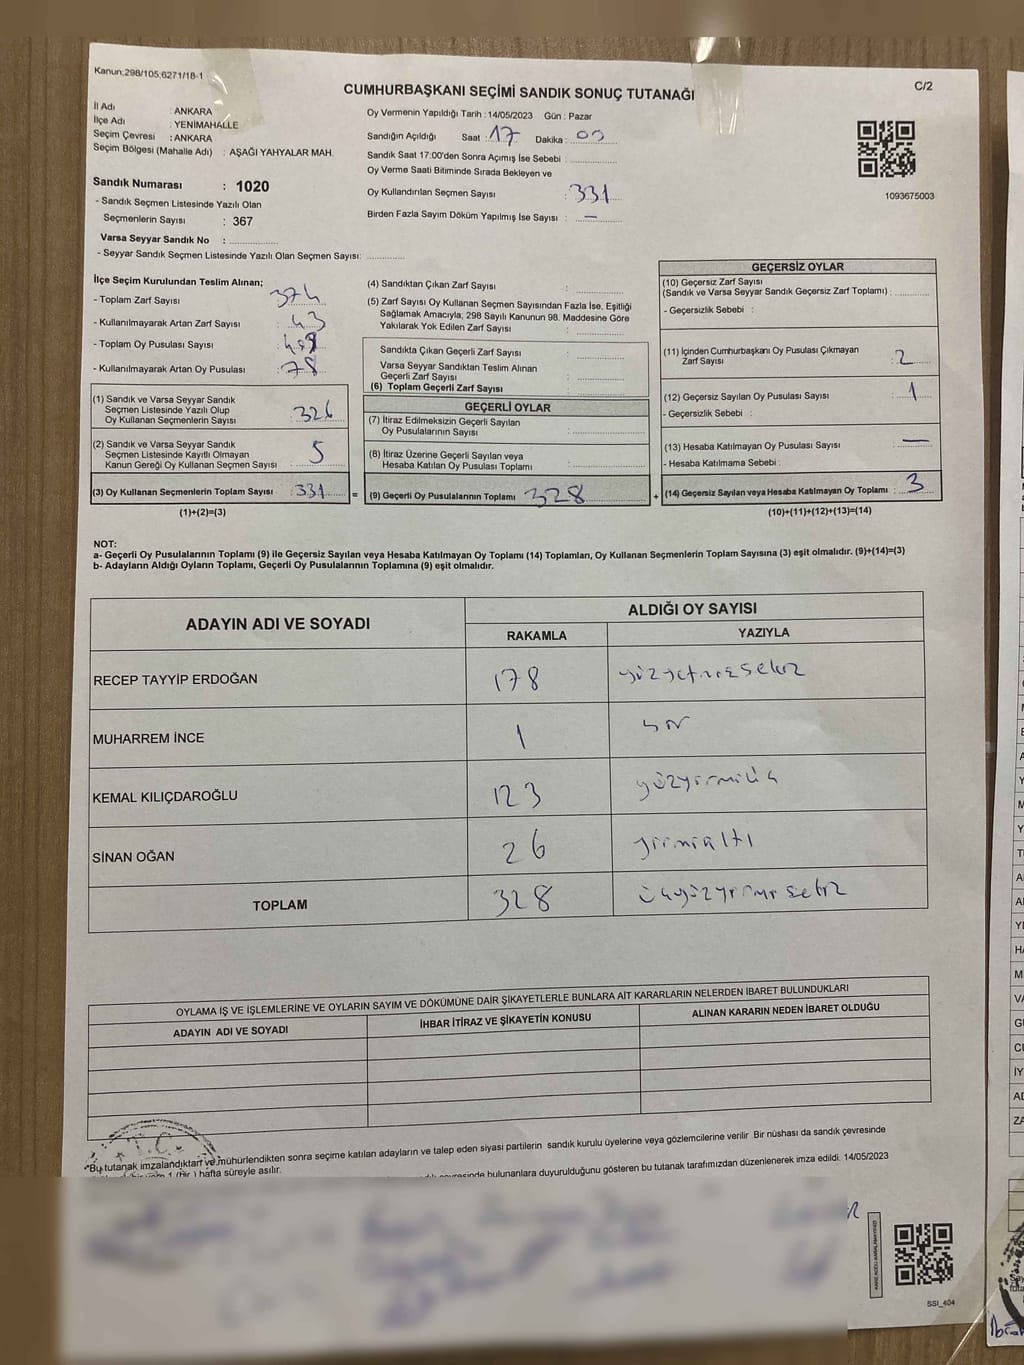 Kanun:298/105,6271/18-1
CUMHURBAŞKANI SEÇİMİ SANDIK SONUÇ TUTANAĞI
C/2
İl Adı : ANKARA
İlçe Adı : YENİMAHALLE
Seçim Çevresi : ANKARA
Seçim Bölgesi (Mahalle Adı) : AŞAĞI YAHYALAR MAH.
Oy Vermenin Yapıldığı Tarih : 14/05/2023 Gün : Pazar
Sandığın Açıldığı Saat : 17 Dakika : 00
Sandık Saat 17:00'den Sonra Açımış İse Sebebi :
Oy Verme Saati Bitiminde Sırada Bekleyen ve
Oy Kullandırılan Seçmen Sayısı : 331
Birden Fazla Sayım Döküm Yapılmış İse Sayısı : —
1093675003
Sandık Numarası : 1020
- Sandık Seçmen Listesinde Yazılı Olan
Seçmenlerin Sayısı : 367
Varsa Seyyar Sandık No :
- Seyyar Sandık Seçmen Listesinde Yazılı Olan Seçmen Sayısı:
İlçe Seçim Kurulundan Teslim Alınan;
- Toplam Zarf Sayısı : 374
- Kullanılmayarak Artan Zarf Sayısı : 43
- Toplam Oy Pusulası Sayısı :
- Kullanılmayarak Artan Oy Pusulası : 78
(1) Sandık ve Varsa Seyyar Sandık
Seçmen Listesinde Yazılı Olup
Oy Kullanan Seçmenlerin Sayısı : 326
(2) Sandık ve Varsa Seyyar Sandık
Seçmen Listesinde Kayıtlı Olmayan
Kanun Gereği Oy Kullanan Seçmen Sayısı : 5
(3) Oy Kullanan Seçmenlerin Toplam Sayısı : 331
(1)+(2)=(3)
(4) Sandıktan Çıkan Zarf Sayısı :
(5) Zarf Sayısı Oy Kullanan Seçmen Sayısından Fazla İse, Eşitliği
Sağlamak Amacıyla, 298 Sayılı Kanunun 98. Maddesine Göre
Yakılarak Yok Edilen Zarf Sayısı :
Sandıkta Çıkan Geçerli Zarf Sayısı :
Varsa Seyyar Sandıktan Teslim Alınan
Geçerli Zarf Sayısı :
(6) Toplam Geçerli Zarf Sayısı :
GEÇERLİ OYLAR
(7) İtiraz Edilmeksizin Geçerli Sayılan
Oy Pusulalarının Sayısı :
(8) İtiraz Üzerine Geçerli Sayılan veya
Hesaba Katılan Oy Pusulası Toplamı :
= (9) Geçerli Oy Pusulalarının Toplamı 328 +
GEÇERSİZ OYLAR
(10) Geçersiz Zarf Sayısı
(Sandık ve Varsa Seyyar Sandık Geçersiz Zarf Toplamı) :
- Geçersizlik Sebebi :
(11) İçinden Cumhurbaşkanı Oy Pusulası Çıkmayan
Zarf Sayısı : 2
(12) Geçersiz Sayılan Oy Pusulası Sayısı : 1
- Geçersizlik Sebebi :
(13) Hesaba Katılmayan Oy Pusulası Sayısı : —
- Hesaba Katılmama Sebebi :
(14) Geçersiz Sayılan veya Hesaba Katılmayan Oy Toplamı : 3
(10)+(11)+(12)+(13)=(14)
NOT:
a- Geçerli Oy Pusulalarının Toplamı (9) ile Geçersiz Sayılan veya Hesaba Katılmayan Oy Toplamı (14) Toplamları, Oy Kullanan Seçmenlerin Toplam Sayısına (3) eşit olmalıdır. (9)+(14)=(3)
b- Adayların Aldığı Oyların Toplamı, Geçerli Oy Pusulalarının Toplamına (9) eşit olmalıdır.
ADAYIN ADI VE SOYADI
ALDIĞI OY SAYISI
RAKAMLA YAZIYLA
RECEP TAYYİP ERDOĞAN 178 yüzyetmişsekiz
MUHARREM İNCE 1 bir
KEMAL KILIÇDAROĞLU 123 yüzyirmiüç
SİNAN OĞAN 26 yirmialtı
TOPLAM 328 üçyüzyirmisekiz
OYLAMA İŞ VE İŞLEMLERİNE VE OYLARIN SAYIM VE DÖKÜMÜNE DAİR ŞİKAYETLERLE BUNLARA AİT KARARLARIN NELERDEN İBARET BULUNDUKLARI
ADAYIN ADI VE SOYADI İHBAR İTİRAZ VE ŞİKAYETİN KONUSU ALINAN KARARIN NEDEN İBARET OLDUĞU
T.C.
*Bu tutanak imzalandıktan ve mühürlendikten sonra seçime katılan adayların ve talep eden siyasi partilerin sandık kurulu üyelerine veya gözlemcilerine verilir Bir nüshası da sandık çevresinde
1 (bir) hafta süreyle asılır. bulunanlara duyurulduğunu gösteren bu tutanak tarafımızdan düzenlenerek imza edildi. 14/05/2023
SSI_404